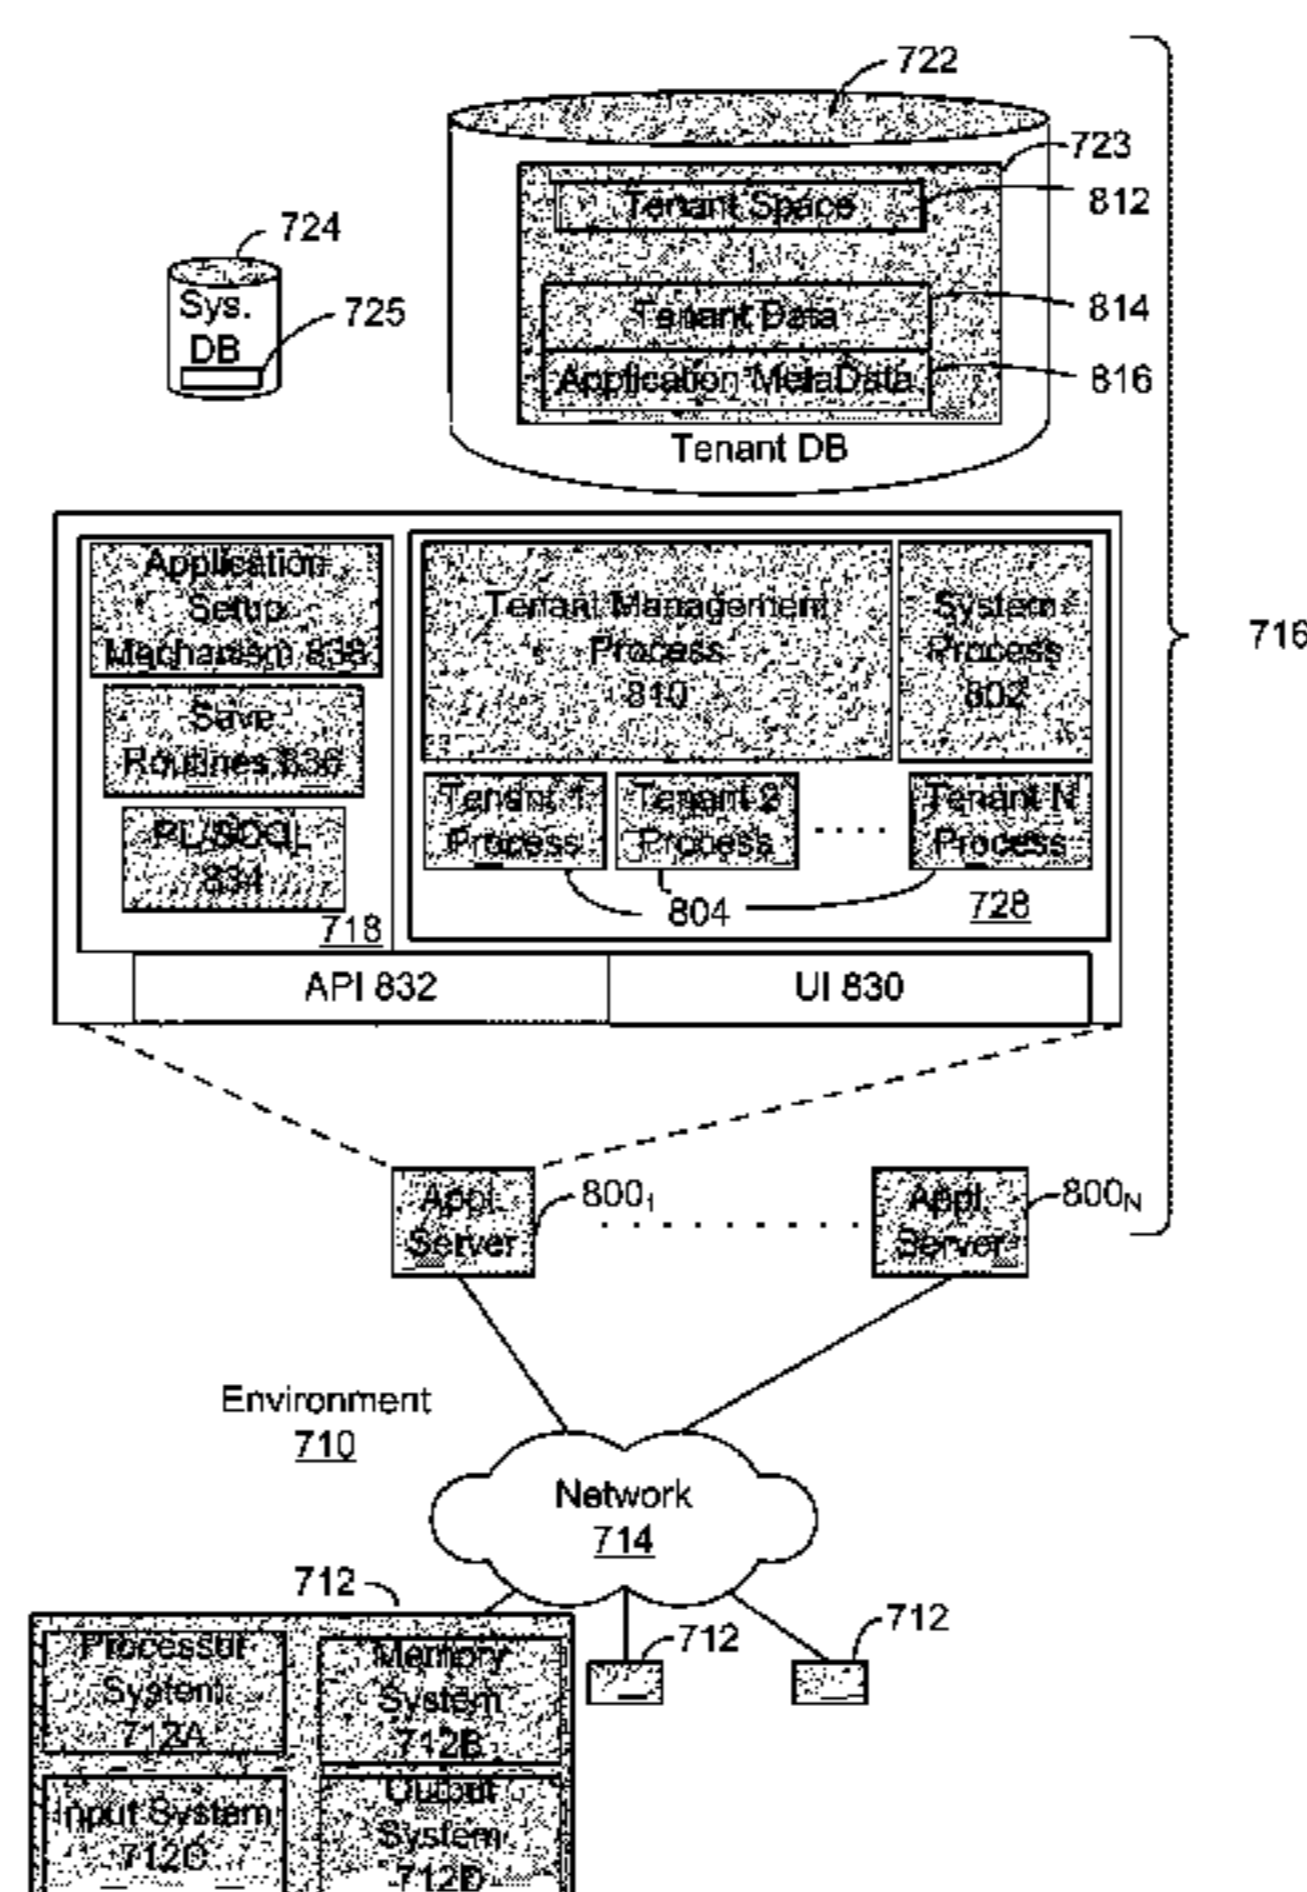 722
723
Tenant Space
812
724
Sys.
DB
725
Tenant Data
814
Application MetaData
816
Tenant DB
Application
Setup
Mechanism 838
Save
Routines 836
PL/SOQL
834
718
Tenant Management
Process
810
System
Process
802
Tenant 1
Process
Tenant 2
Process
Tenant N
Process
804
728
API 832
UI 830
716
Appl.
Server
800₁
Appl.
Server
800N
Environment
710
Network
714
712
712
712
Processor
System
712A
Memory
System
712B
Input System
712C
Output
System
712D